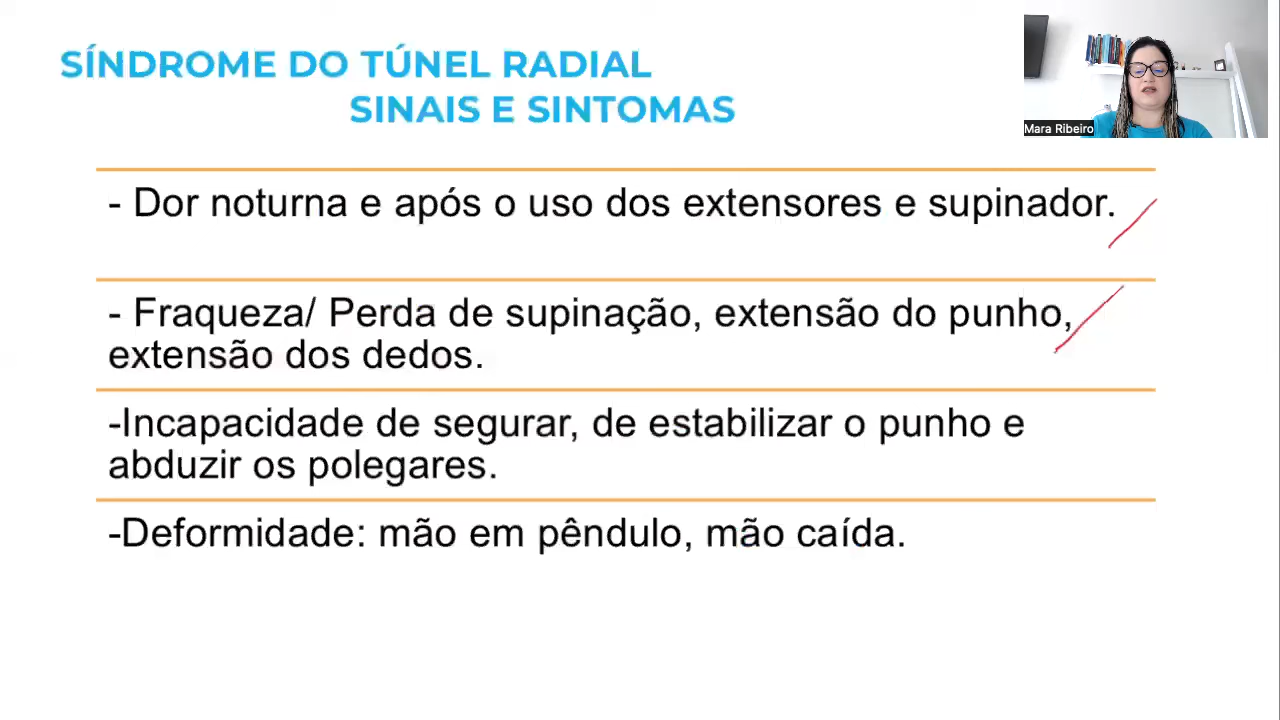 SÍNDROME DO TÚNEL RADIAL
SINAIS E SINTOMAS
Mara Ribeiro
- Dor noturna e após o uso dos extensores e supinador.
- Fraqueza/ Perda de supinação, extensão do punho,
extensão dos dedos.
-Incapacidade de segurar, de estabilizar o punho e
abduzir os polegares.
-Deformidade: mão em pêndulo, mão caída.